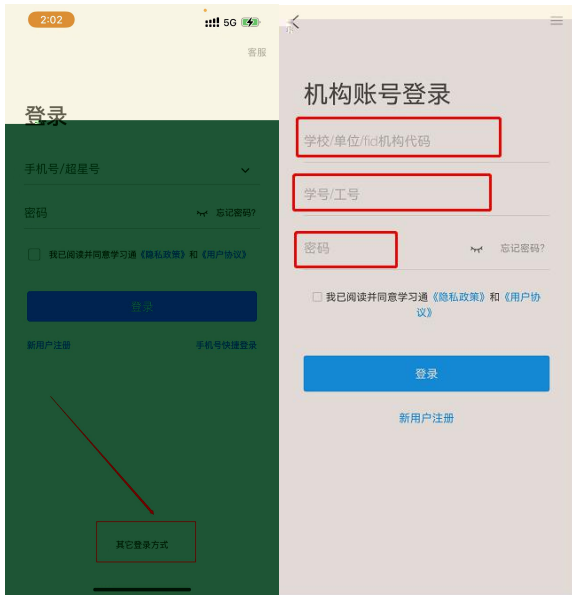 2:02
5G
客服
登录
手机号/超星号
密码
忘记密码?
我已阅读并同意学习通《隐私政策》和《用户协议》
登录
新用户注册
手机号快捷登录
其它登录方式
机构账号登录
学校/单位/fid机构代码
学号/工号
密码
忘记密码?
我已阅读并同意学习通《隐私政策》和《用户协
议》
登录
新用户注册